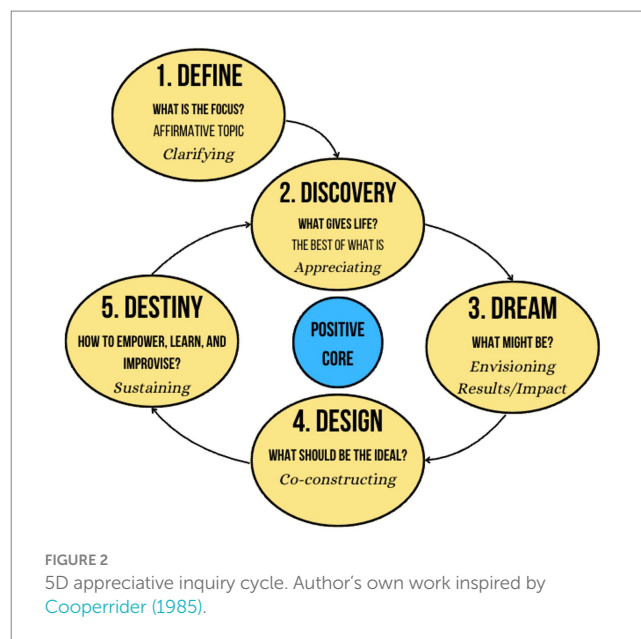 1. DEFINE
WHAT IS THE FOCUS?
AFFIRMATIVE TOPIC
Clarifying
2. DISCOVERY
WHAT GIVES LIFE?
THE BEST OF WHAT IS
Appreciating
3. DREAM
WHAT MIGHT BE?
Envisioning
Results/Impact
4. DESIGN
WHAT SHOULD BE THE IDEAL?
Co-constructing
5. DESTINY
HOW TO EMPOWER, LEARN, AND
IMPROVISE?
Sustaining
POSITIVE
CORE
FIGURE 2
5D appreciative inquiry cycle. Author's own work inspired by
Cooperrider (1985).